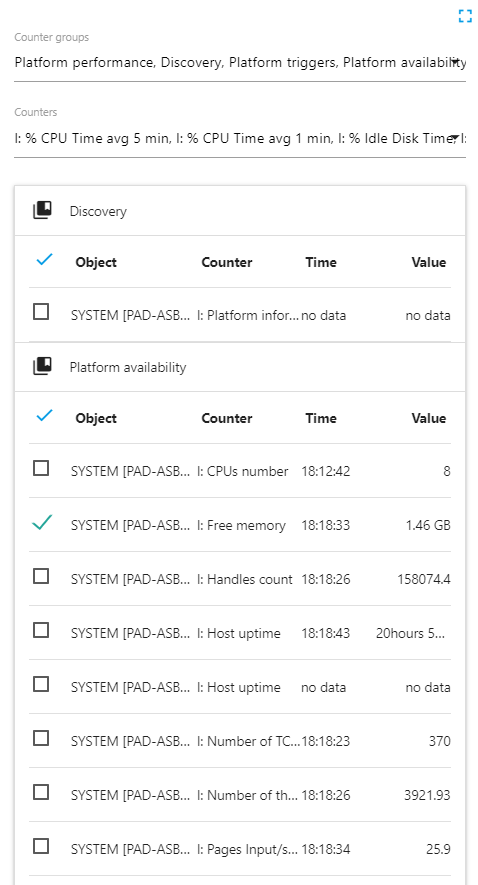 Counter groups
Platform performance, Discovery, Platform triggers, Platform availability
Counters
I: % CPU Time avg 5 min, I: % CPU Time avg 1 min, I: % Idle Disk Time, I:
Discovery
Object Counter Time Value
SYSTEM [PAD-ASB... I: Platform infor... no data no data
Platform availability
Object Counter Time Value
SYSTEM [PAD-ASB... I: CPUs number 18:12:42 8
SYSTEM [PAD-ASB... I: Free memory 18:18:33 1.46 GB
SYSTEM [PAD-ASB... I: Handles count 18:18:26 158074.4
SYSTEM [PAD-ASB... I: Host uptime 18:18:43 20hours 5...
SYSTEM [PAD-ASB... I: Host uptime no data no data
SYSTEM [PAD-ASB... I: Number of TC... 18:18:23 370
SYSTEM [PAD-ASB... I: Number of th... 18:18:26 3921.93
SYSTEM [PAD-ASB... I: Pages Input/s... 18:18:34 25.9